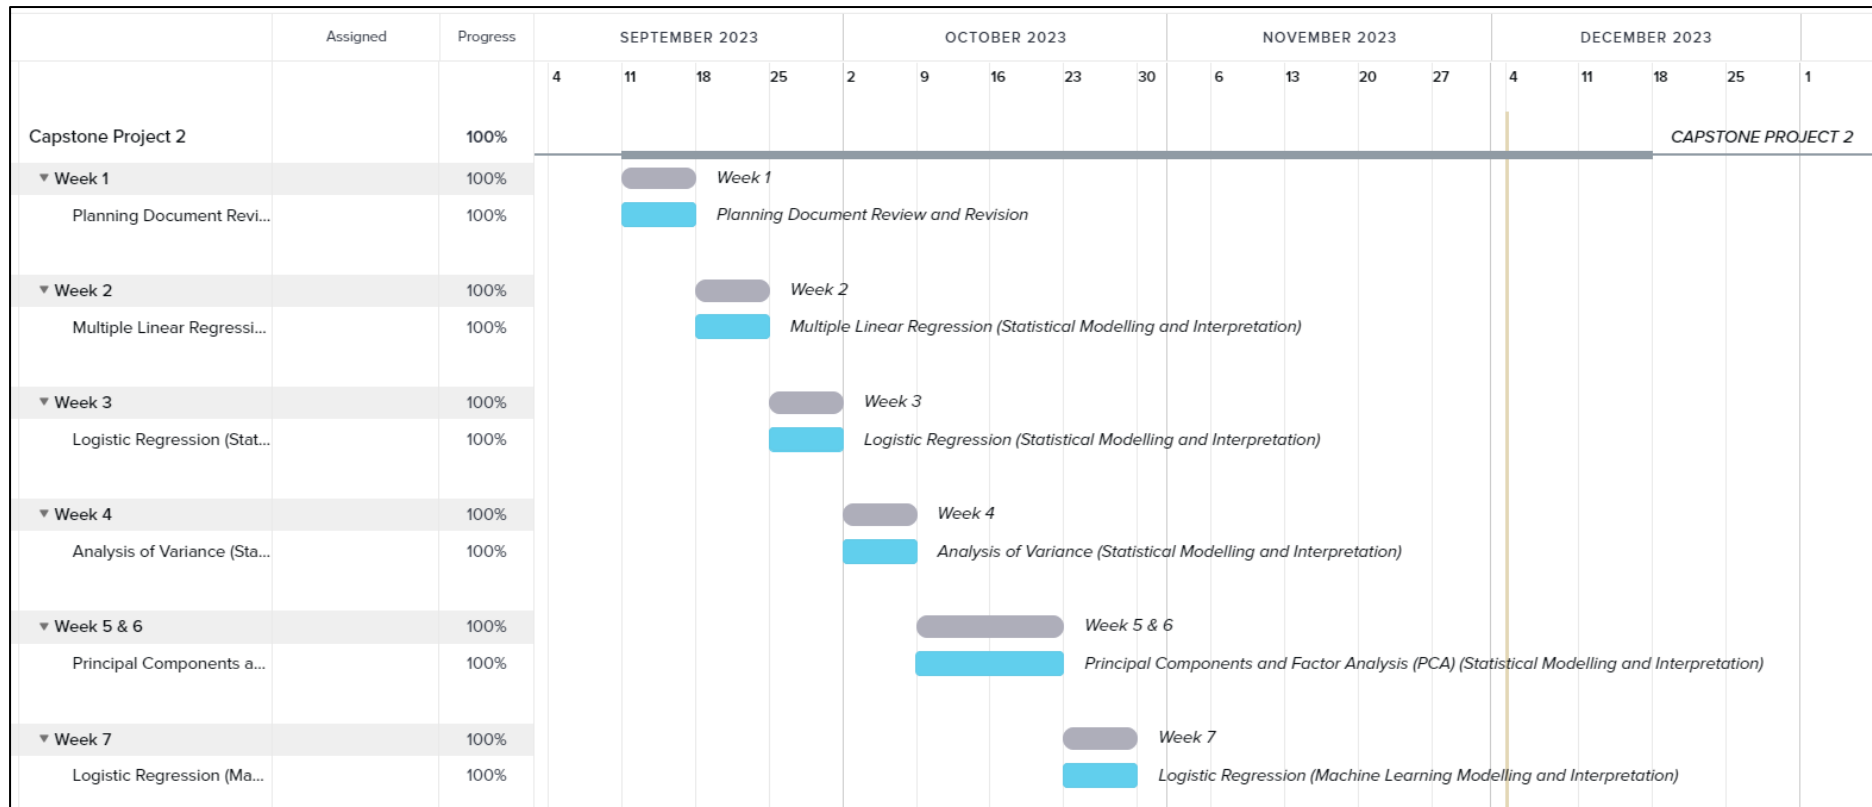 Assigned Progress SEPTEMBER 2023 OCTOBER 2023 NOVEMBER 2023 DECEMBER 2023
4 11 18 25 2 9 16 23 30 6 13 20 27 4 11 18 25 1
Capstone Project 2 100% CAPSTONE PROJECT 2
Week 1 100% Week 1
Planning Document Revi... 100% Planning Document Review and Revision
Week 2 100% Week 2
Multiple Linear Regressi... 100% Multiple Linear Regression (Statistical Modelling and Interpretation)
Week 3 100% Week 3
Logistic Regression (Stat... 100% Logistic Regression (Statistical Modelling and Interpretation)
Week 4 100% Week 4
Analysis of Variance (Sta... 100% Analysis of Variance (Statistical Modelling and Interpretation)
Week 5 & 6 100% Week 5 & 6
Principal Components a... 100% Principal Components and Factor Analysis (PCA) (Statistical Modelling and Interpretation)
Week 7 100% Week 7
Logistic Regression (Ma... 100% Logistic Regression (Machine Learning Modelling and Interpretation)